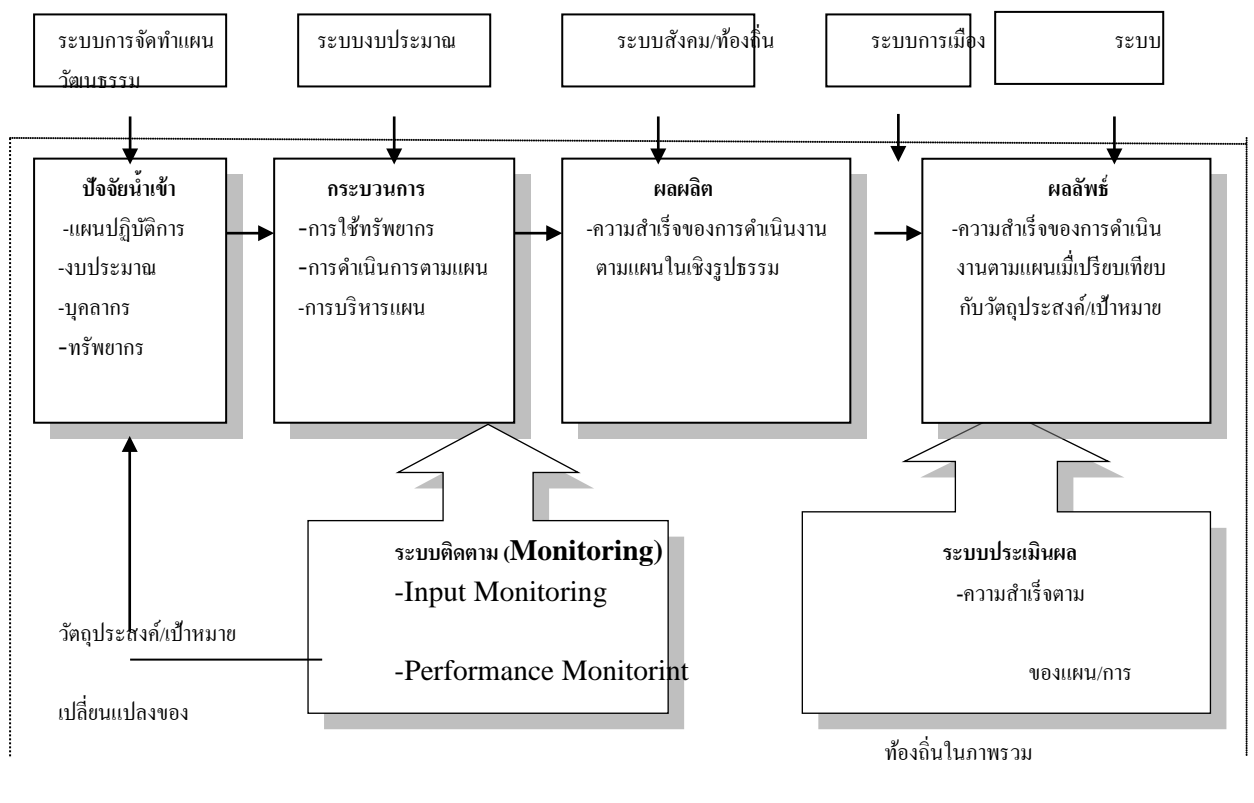 ระบบการจัดทำแผน ระบบงบประมาณ ระบบสังคม/ท้องถิ่น ระบบการเมือง ระบบ
วัฒนธรรม
ปัจจัยนำเข้า
-แผนปฏิบัติการ
-งบประมาณ
-บุคลากร
-ทรัพยากร
กระบวนการ
-การใช้ทรัพยากร
-การดำเนินการตามแผน
-การบริหารแผน
ผลผลิต
-ความสำเร็จของการดำเนินงาน
ตามแผนในเชิงรูปธรรม
ผลลัพธ์
-ความสำเร็จของการดำเนิน
งานตามแผนเมื่เปรียบเทียบ
กับวัตถุประสงค์/เป้าหมาย
ระบบติดตาม (Monitoring)
-Input Monitoring
-Performance Monitorint
ระบบประเมินผล
-ความสำเร็จตาม
วัตถุประสงค์/เป้าหมาย
ของแผน/การ
เปลี่ยนแปลงของ
ท้องถิ่นในภาพรวม